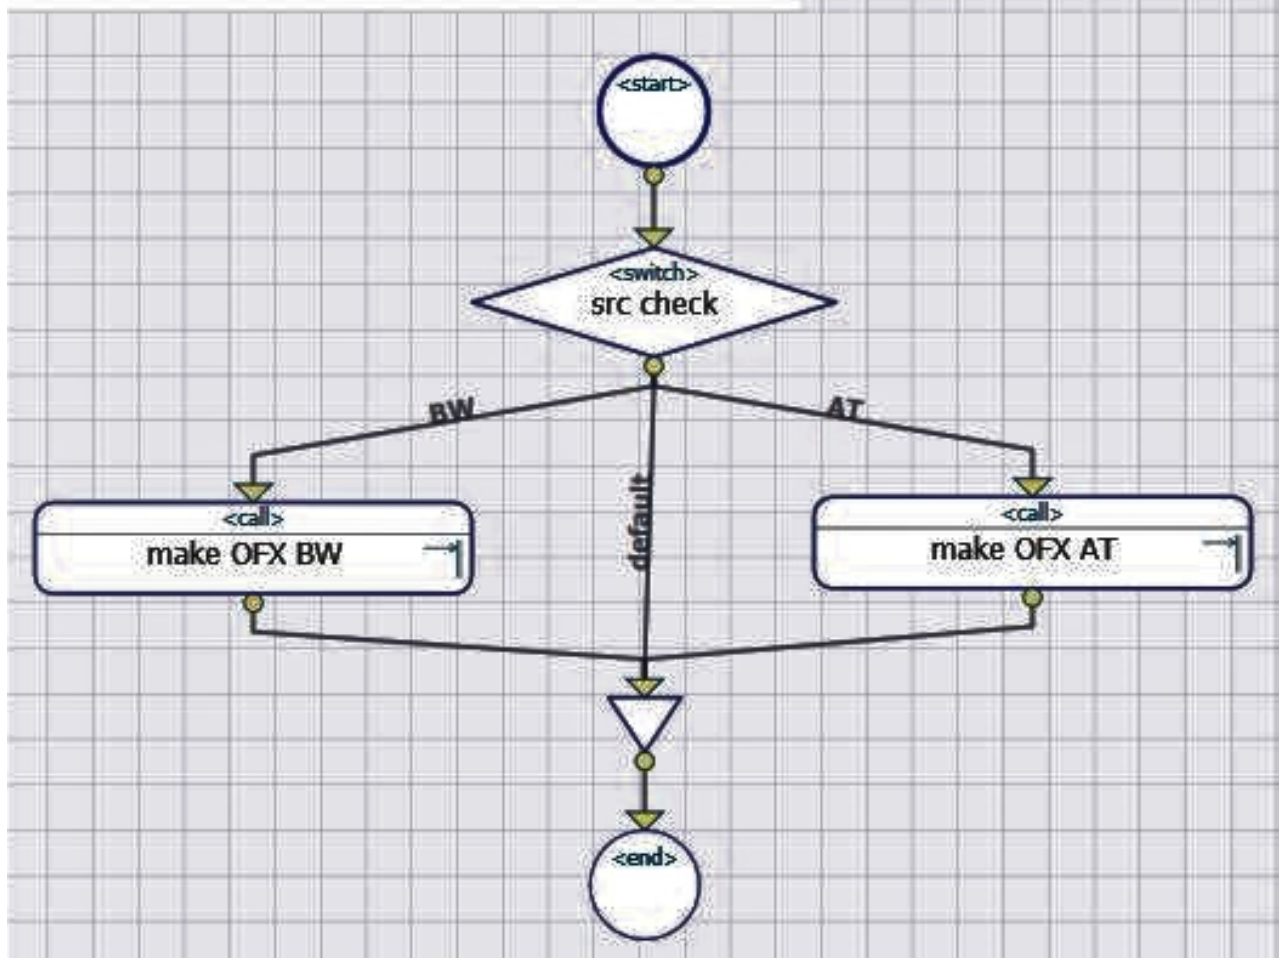 <start>
<switch>
src check
BW
AT
default
<call>
make OFX BW
<call>
make OFX AT
<end>